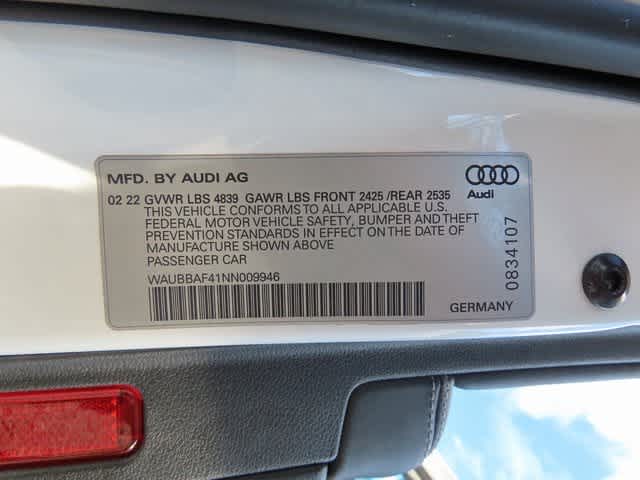 MFD. BY AUDI AG
Audi
02 22 GVWR LBS 4839 GAWR LBS FRONT 2425 /REAR 2535
THIS VEHICLE CONFORMS TO ALL APPLICABLE U.S.
FEDERAL MOTOR VEHICLE SAFETY, BUMPER AND THEFT
PREVENTION STANDARDS IN EFFECT ON THE DATE OF
MANUFACTURE SHOWN ABOVE
PASSENGER CAR
WAUBBAF41NN009946
0834107
GERMANY